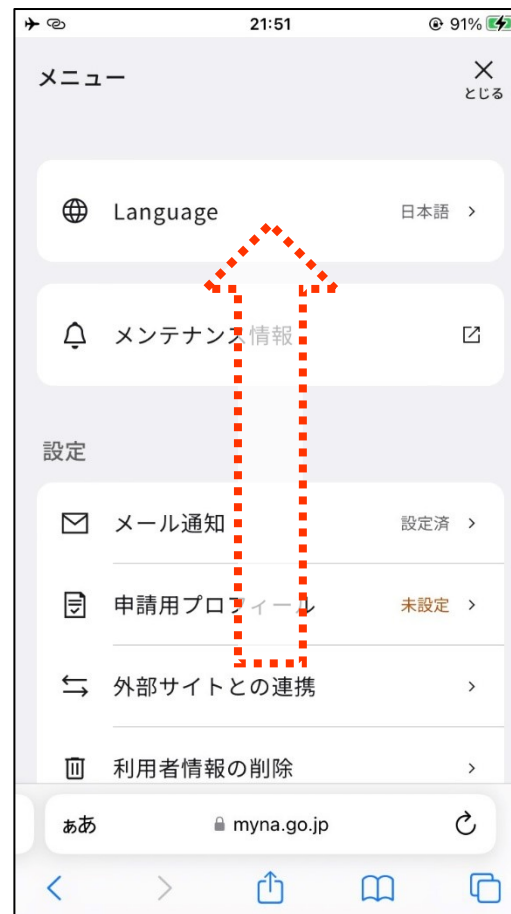 21:51
91%
メニュー
とじる
Language 日本語
メンテナンス情報
設定
メール通知 設定済
申請用プロフィール 未設定
外部サイトとの連携
利用者情報の削除
ぁあ myna.go.jp